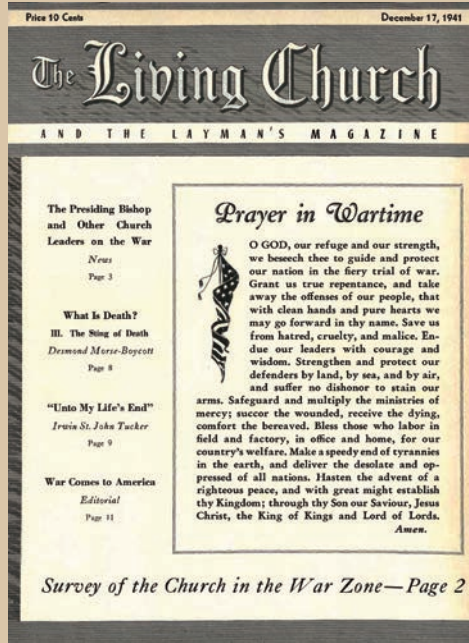 Price 10 Cents
December 17, 1941
The Living Church
AND THE LAYMAN'S MAGAZINE
The Presiding Bishop
and Other Church
Leaders on the War
News
Page 3
What Is Death?
III. The Sting of Death
Desmond Morse-Boycott
Page 8
"Unto My Life's End"
Irwin St. John Tucker
Page 9
War Comes to America
Editorial
Page 11
Prayer in Wartime
O GOD, our refuge and our strength,
we beseech thee to guide and protect
our nation in the fiery trial of war.
Grant us true repentance, and take
away the offenses of our people, that
with clean hands and pure hearts we
may go forward in thy name. Save us
from hatred, cruelty, and malice. En-
due our leaders with courage and
wisdom. Strengthen and protect our
defenders by land, by sea, and by air,
and suffer no dishonor to stain our
arms. Safeguard and multiply the ministries of
mercy; succor the wounded, receive the dying,
comfort the bereaved. Bless those who labor in
field and factory, in office and home, for our
country's welfare. Make a speedy end of tyrannies
in the earth, and deliver the desolate and op-
pressed of all nations. Hasten the advent of a
righteous peace, and with great might establish
thy Kingdom; through thy Son our Saviour, Jesus
Christ, the King of Kings and Lord of Lords.
Amen.
Survey of the Church in the War Zone—Page 2